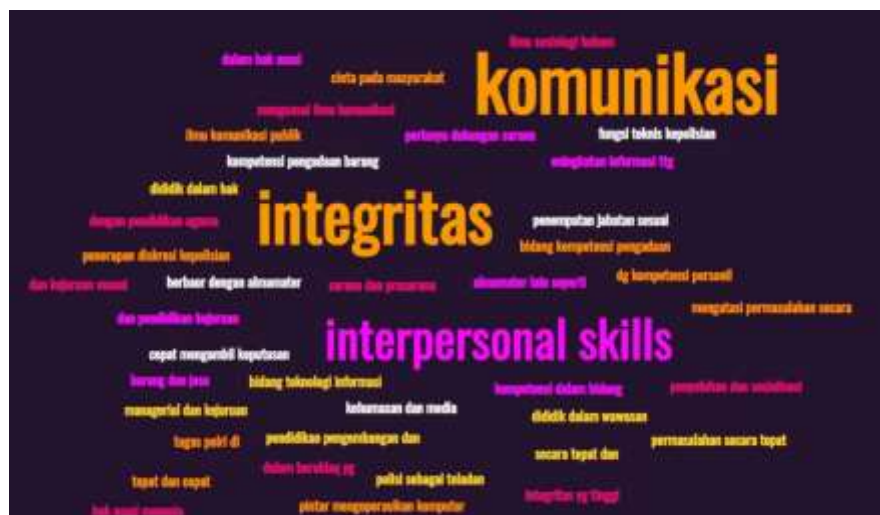 ilmu sosiologi hukum
dalam hak asasi
komunikasi
cinta pada masyarakat
menguasai ilmu komunikasi
ilmu komunikasi publik
perlunya dukungan sarana
fungsi teknis kepolisian
kompetensi pengadaan barang
eningkatan informasi ttg
dididik dalam hak
integritas
dengan pendidikan agama
penempatan jabatan sesuai
penerapan diskresi kepolisian
bidang kompetensi pengadaan
dan kejuruan sesuai
berbaur dengan almamater
sarana dan prasarana
almamater lain seperti
dg kompetensi personil
mengatasi permasalahan secara
dan pendidikan kejuruan
interpersonal skills
cepat mengambil keputusan
barang dan jasa
bidang teknologi informasi
kompetensi dalam bidang
penyuluhan dan sosialisasi
managerial dan kejuruan
kehumasan dan media
dididik dalam wawasan
tugas polri di
pendidikan pengembangan dan
permasalahan secara tepat
secara tepat dan
dalam berakhlaq yg
tepat dan cepat
polisi sebagai teladan
integritas yg tinggi
pintar mengoperasikan komputer